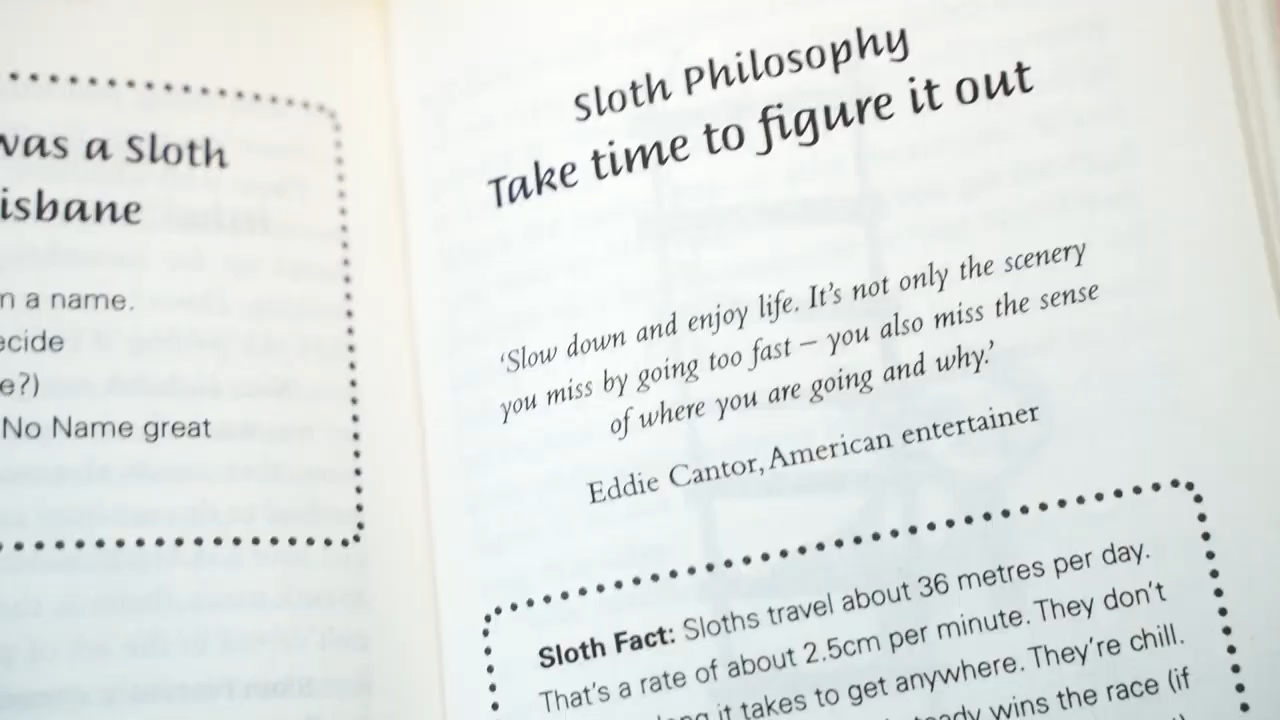 was a Sloth
isbane
n a name.
ecide
e?)
No Name great
Sloth Philosophy
Take time to figure it out
‘Slow down and enjoy life. It’s not only the scenery
you miss by going too fast – you also miss the sense
of where you are going and why.’
Eddie Cantor, American entertainer
Sloth Fact: Sloths travel about 36 metres per day.
That’s a rate of about 2.5cm per minute. They don’t
it takes to get anywhere. They’re chill.
wins the race (if